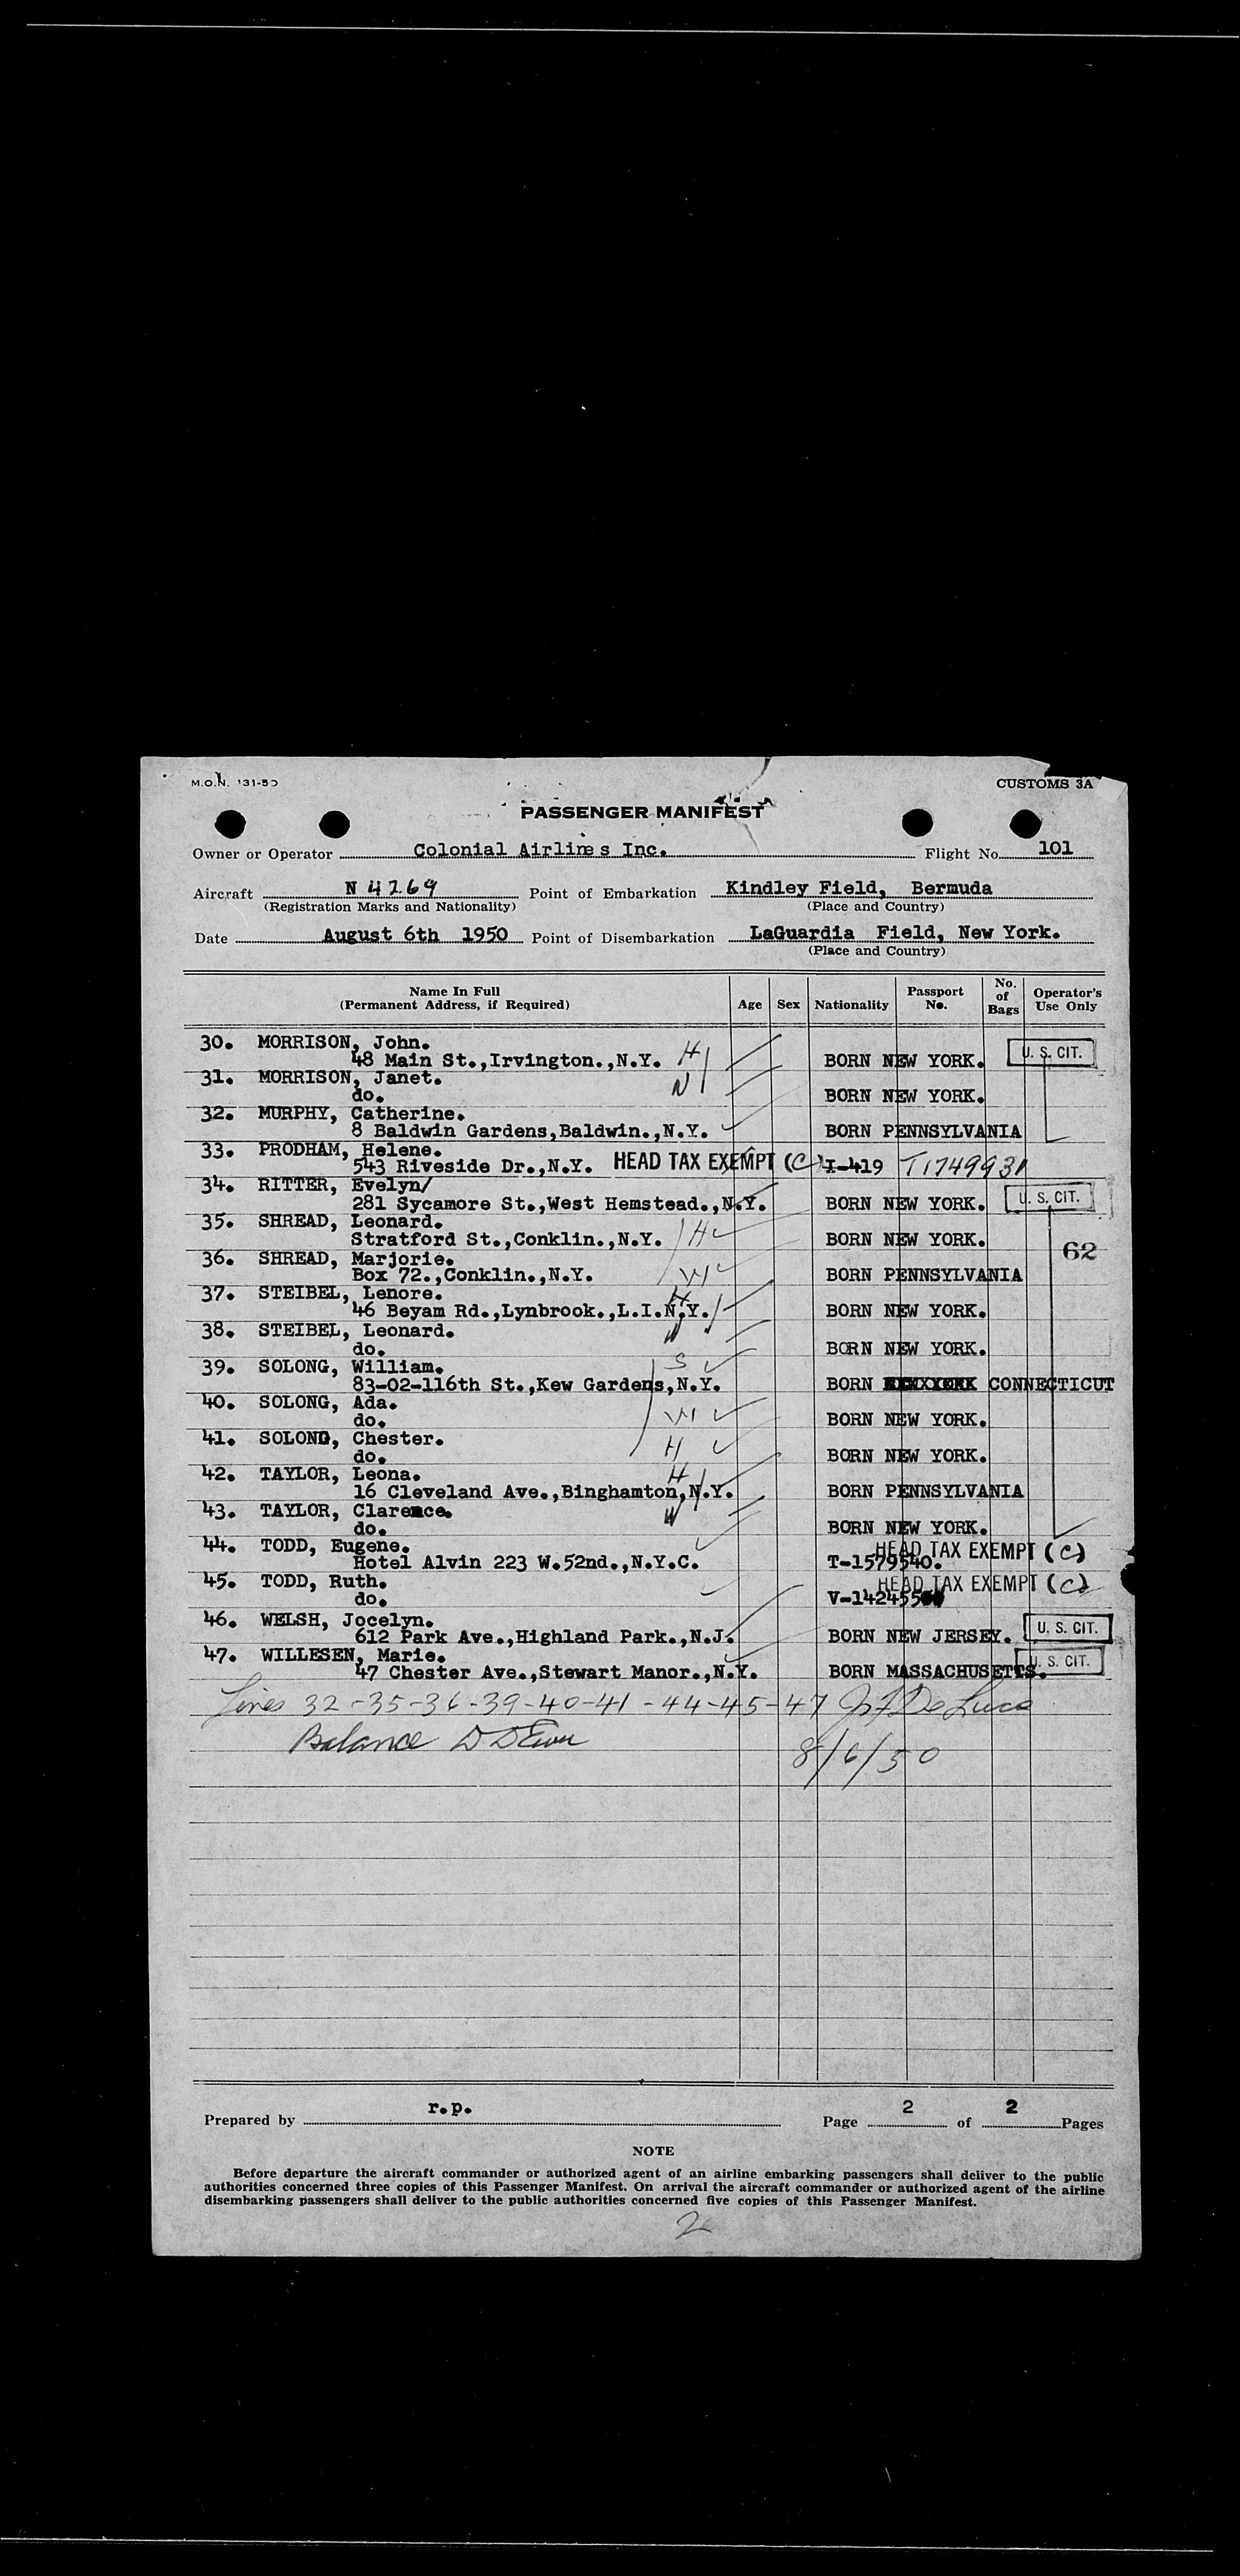 M.O.N. 131-50 CUSTOMS 3A
PASSENGER MANIFEST
Owner or Operator Colonial Airlines Inc. Flight No. 101
Aircraft N 4269 Point of Embarkation Kindley Field, Bermuda
(Registration Marks and Nationality) (Place and Country)
Date August 6th 1950 Point of Disembarkation LaGuardia Field, New York.
(Place and Country)
Name In Full (Permanent Address, if Required) Age Sex Nationality Passport No. No. of Bags Operator's Use Only
30. MORRISON, John.
48 Main St.,Irvington.,N.Y. H BORN NEW YORK. U. S. CIT.
31. MORRISON, Janet.
do. W BORN NEW YORK.
32. MURPHY, Catherine.
8 Baldwin Gardens,Baldwin.,N.Y. BORN PENNSYLVANIA
33. PRODHAM, Helene.
543 Riveside Dr.,N.Y. HEAD TAX EXEMPT (C) I-419 T1749931
34. RITTER, Evelyn/
281 Sycamore St.,West Hemstead.,N.Y. BORN NEW YORK. U. S. CIT.
35. SHREAD, Leonard.
Stratford St.,Conklin.,N.Y. H BORN NEW YORK. 62
36. SHREAD, Marjorie.
Box 72.,Conklin.,N.Y. W BORN PENNSYLVANIA
37. STEIBEL, Lenore.
46 Beyam Rd.,Lynbrook.,L.I.N.Y. H BORN NEW YORK.
38. STEIBEL, Leonard.
do. W BORN NEW YORK.
39. SOLONG, William. S
83-02-116th St.,Kew Gardens,N.Y. BORN CONNECTICUT
40. SOLONG, Ada.
do. W BORN NEW YORK.
41. SOLONG, Chester.
do. H BORN NEW YORK.
42. TAYLOR, Leona. H
16 Cleveland Ave.,Binghamton,N.Y. BORN PENNSYLVANIA
43. TAYLOR, Clarence. W
do. BORN NEW YORK.
44. TODD, Eugene. HEAD TAX EXEMPT (C)
Hotel Alvin 223 W.52nd.,N.Y.C. T-1579540.
45. TODD, Ruth. HEAD TAX EXEMPT (C)
do.
46. WELSH, Jocelyn.
612 Park Ave.,Highland Park.,N.J. BORN NEW JERSEY. U. S. CIT.
47. WILLESEN, Marie.
47 Chester Ave.,Stewart Manor.,N.Y. BORN MASSACHUSETTS. U. S. CIT.
Lines 32-35-36-39-40-41-44-45-47 De Luca
Balance
8/6/50
Prepared by r.p. Page 2 of 2 Pages
NOTE
Before departure the aircraft commander or authorized agent of an airline embarking passengers shall deliver to the public
authorities concerned three copies of this Passenger Manifest. On arrival the aircraft commander or authorized agent of the airline
disembarking passengers shall deliver to the public authorities concerned five copies of this Passenger Manifest.
2